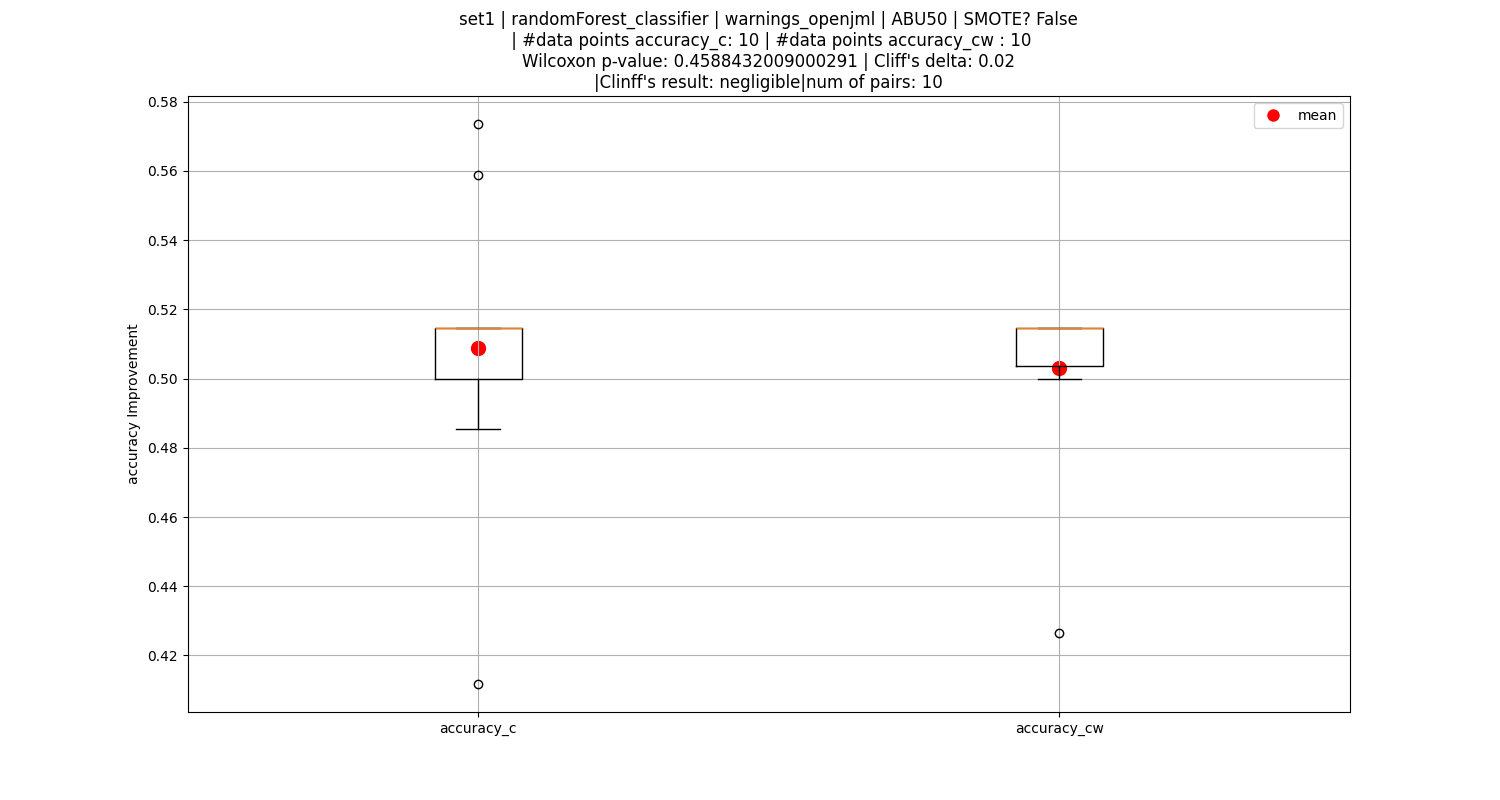 set1 | randomForest_classifier | warnings_openjml | ABU50 | SMOTE? False
| #data points accuracy_c: 10 | #data points accuracy_cw : 10
Wilcoxon p-value: 0.4588432009000291 | Cliff's delta: 0.02
|Clinff's result: negligible|num of pairs: 10
mean
accuracy Improvement
0.58
0.56
0.54
0.52
0.50
0.48
0.46
0.44
0.42
accuracy_c
accuracy_cw